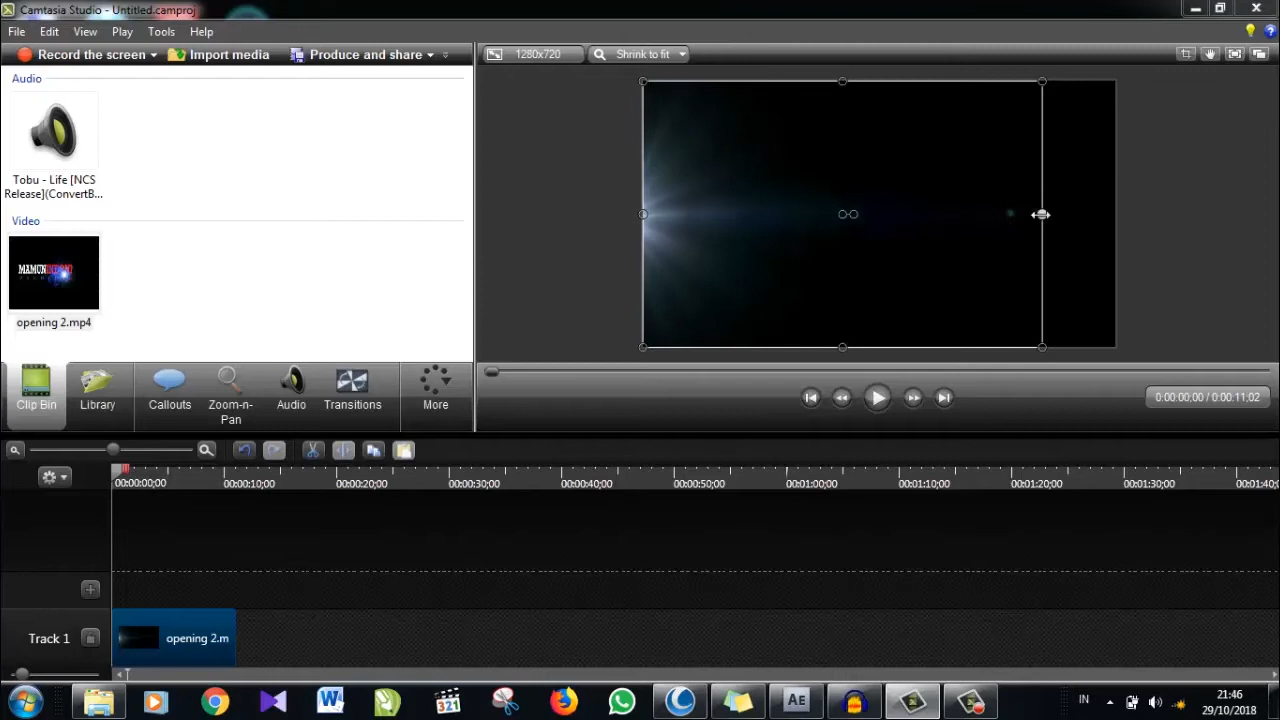 Camtasia Studio - Untitled.camproj
File Edit View Play Tools Help
Record the screen Import media Produce and share
1280x720 Shrink to fit
Audio
Tobu - Life [NCS
Release](ConvertB...
Video
opening 2.mp4
Clip Bin Library Callouts Zoom-n-
Pan Audio Transitions More
0:00:00;00 / 0:00:11;02
00:00:00;00 00:00:10;00 00:00:20;00 00:00:30;00 00:00:40;00 00:00:50;00 00:01:00;00 00:01:10;00 00:01:20;00 00:01:30;00 00:01:40;
Track 1 opening 2.m
321
AE
IN
21:46
29/10/2018